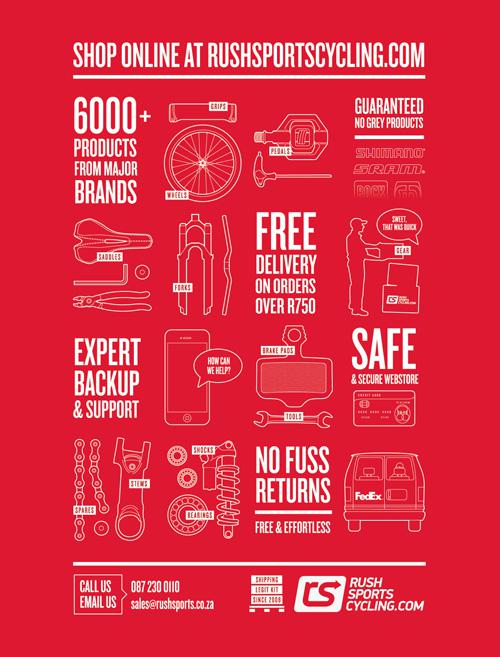 SHOP ONLINE AT RUSHSPORTSCYCLING.COM
6000+
PRODUCTS
FROM MAJOR
BRANDS
GRIPS
WHEELS
PEDALS
GUARANTEED
NO GREY PRODUCTS
SHIMANO
SRAM
ROCK
SADDLES
FORKS
FREE
DELIVERY
ON ORDERS
OVER R750
SWEET,
THAT WAS QUICK
GEAR
RUSH
SPORTS
CYCLING.COM
EXPERT
BACKUP
& SUPPORT
HOW CAN
WE HELP?
BRAKE PADS
TOOLS
SAFE
& SECURE WEBSTORE
CREDIT CARD
SPARES
STEMS
SHOCKS
BEARINGS
NO FUSS
RETURNS
FREE & EFFORTLESS
FedEx
CALL US
EMAIL US
087 230 0110
sales@rushsports.co.za
SHIPPING
LEGIT KIT
SINCE 2008
rs
RUSH
SPORTS
CYCLING.COM